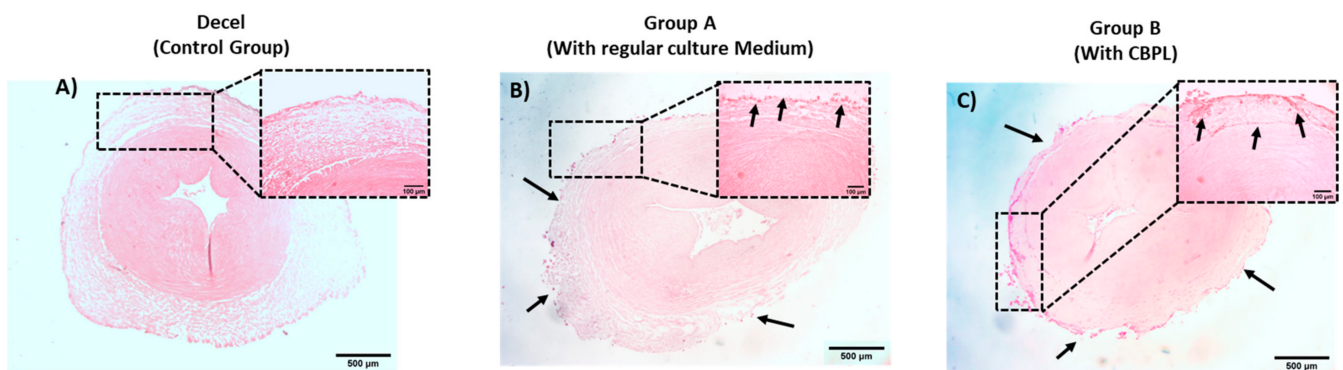 Decel
(Control Group)
Group A
(With regular culture Medium)
Group B
(With CBPL)
A)
100 µm
500 µm
B)
100 µm
500 µm
C)
100 µm
500 µm